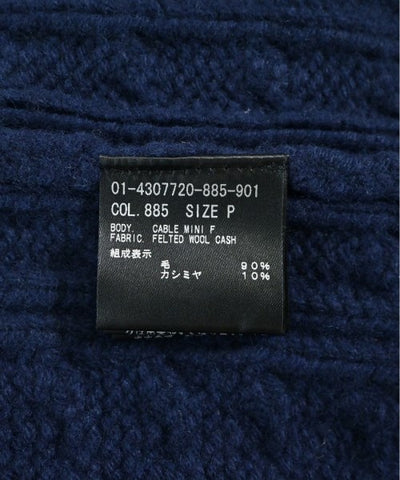 01-4307720-885-901
COL.885 SIZE P
BODY. CABLE MINI F
FABRIC. FELTED WOOL CASH
組成表示
毛 90%
カシミヤ 10%